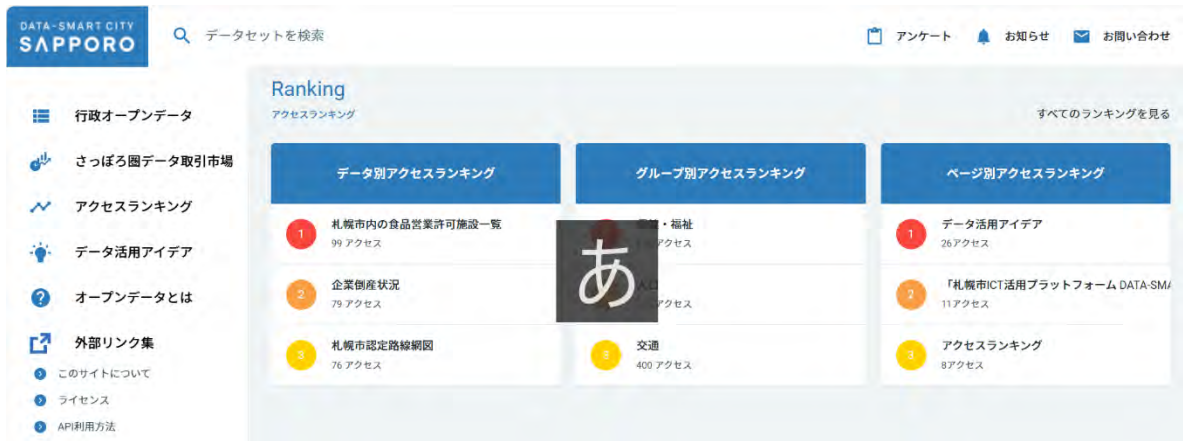 DATA-SMART CITY
SAPPORO
データセットを検索
アンケート
お知らせ
お問い合わせ
行政オープンデータ
さっぽろ圏データ取引市場
アクセスランキング
データ活用アイデア
オープンデータとは
外部リンク集
このサイトについて
ライセンス
API利用方法
Ranking
アクセスランキング
すべてのランキングを見る
データ別アクセスランキング
1
札幌市内の食品営業許可施設一覧
99 アクセス
2
企業倒産状況
79 アクセス
3
札幌市認定路線網図
76 アクセス
グループ別アクセスランキング
・福祉
アクセス
人口
アクセス
3
交通
400 アクセス
あ
ページ別アクセスランキング
1
データ活用アイデア
26アクセス
2
「札幌市ICT活用プラットフォーム DATA-SMA
11アクセス
3
アクセスランキング
8アクセス